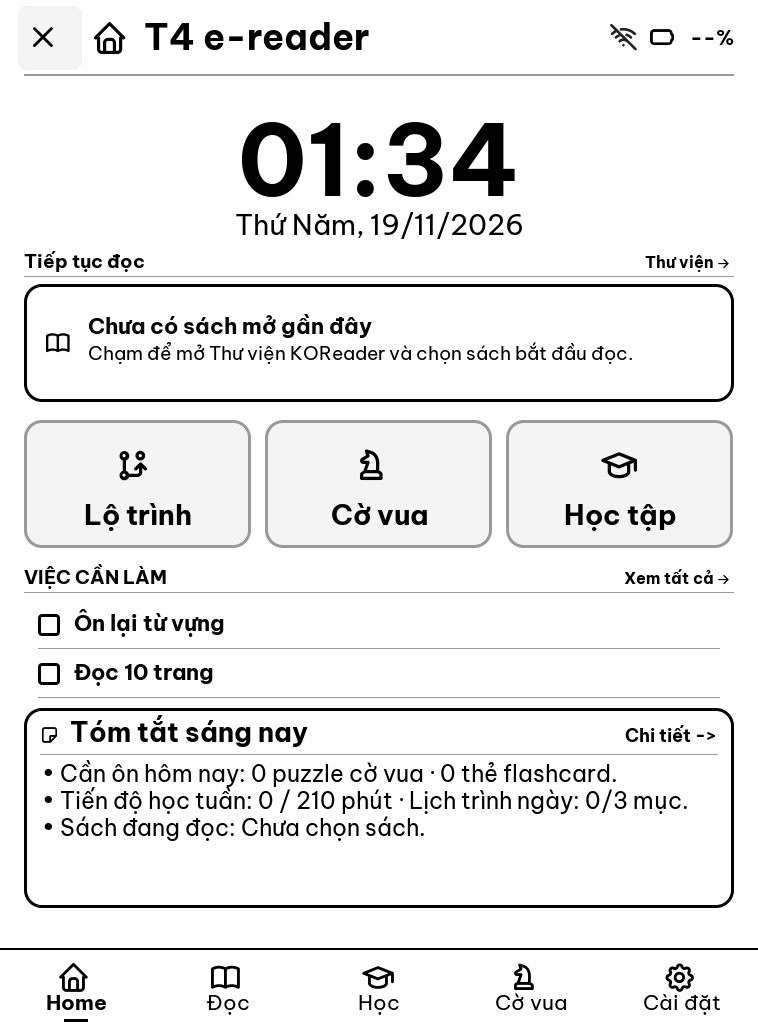 T4 e-reader
--%
01:34
Thứ Năm, 19/11/2026
Tiếp tục đọc
Thư viện →
Chưa có sách mở gần đây
Chạm để mở Thư viện KOReader và chọn sách bắt đầu đọc.
Lộ trình
Cờ vua
Học tập
VIỆC CẦN LÀM
Xem tất cả →
Ôn lại từ vựng
Đọc 10 trang
Tóm tắt sáng nay
Chi tiết ->
• Cần ôn hôm nay: 0 puzzle cờ vua · 0 thẻ flashcard.
• Tiến độ học tuần: 0 / 210 phút · Lịch trình ngày: 0/3 mục.
• Sách đang đọc: Chưa chọn sách.
Home
Đọc
Học
Cờ vua
Cài đặt